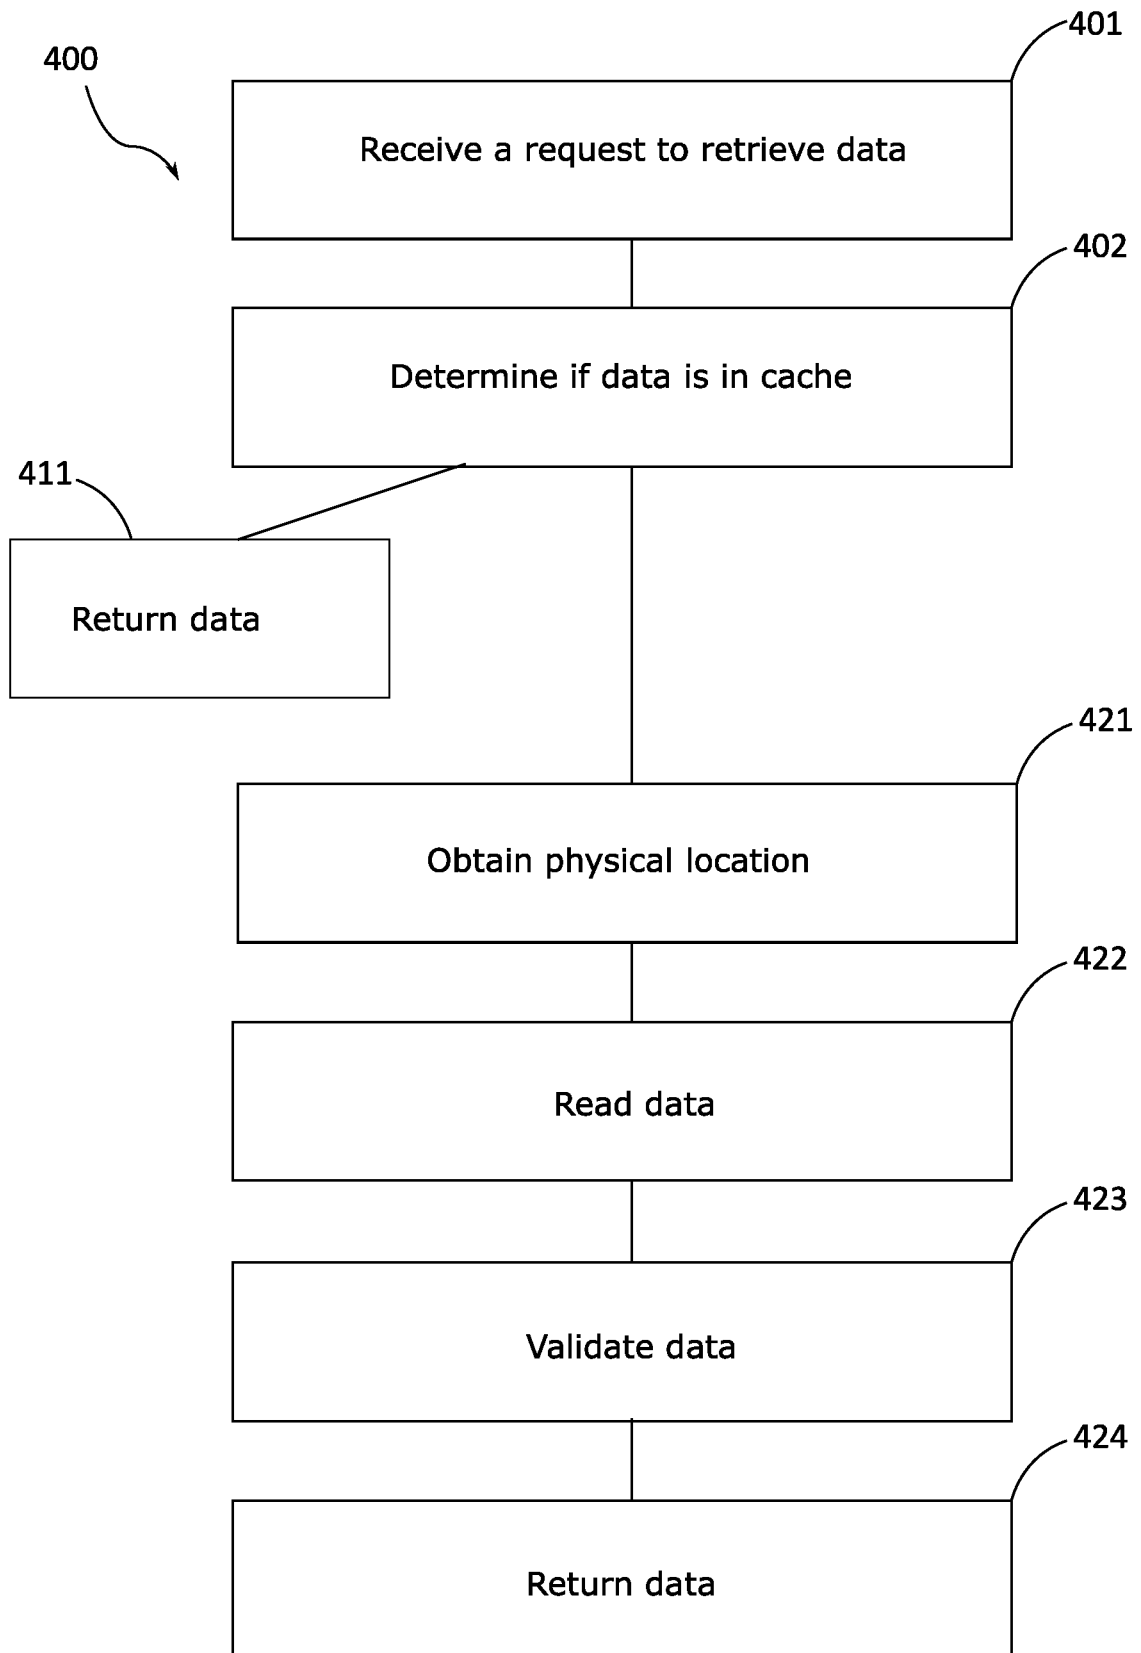 401
400
Receive a request to retrieve data
402
Determine if data is in cache
411
Return data
421
Obtain physical location
422
Read data
423
Validate data
424
Return data